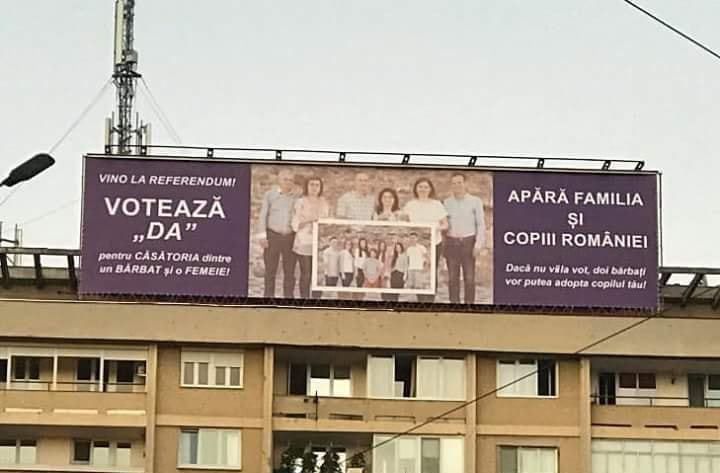 VINO LA REFERENDUM!
VOTEAZĂ
„DA”
pentru CĂSĂTORIA dintre
un BĂRBAT și o FEMEIE!
APĂRĂ FAMILIA
ȘI
COPIII ROMÂNIEI
Dacă nu vii la vot, doi bărbați
vor putea adopta copilul tău!